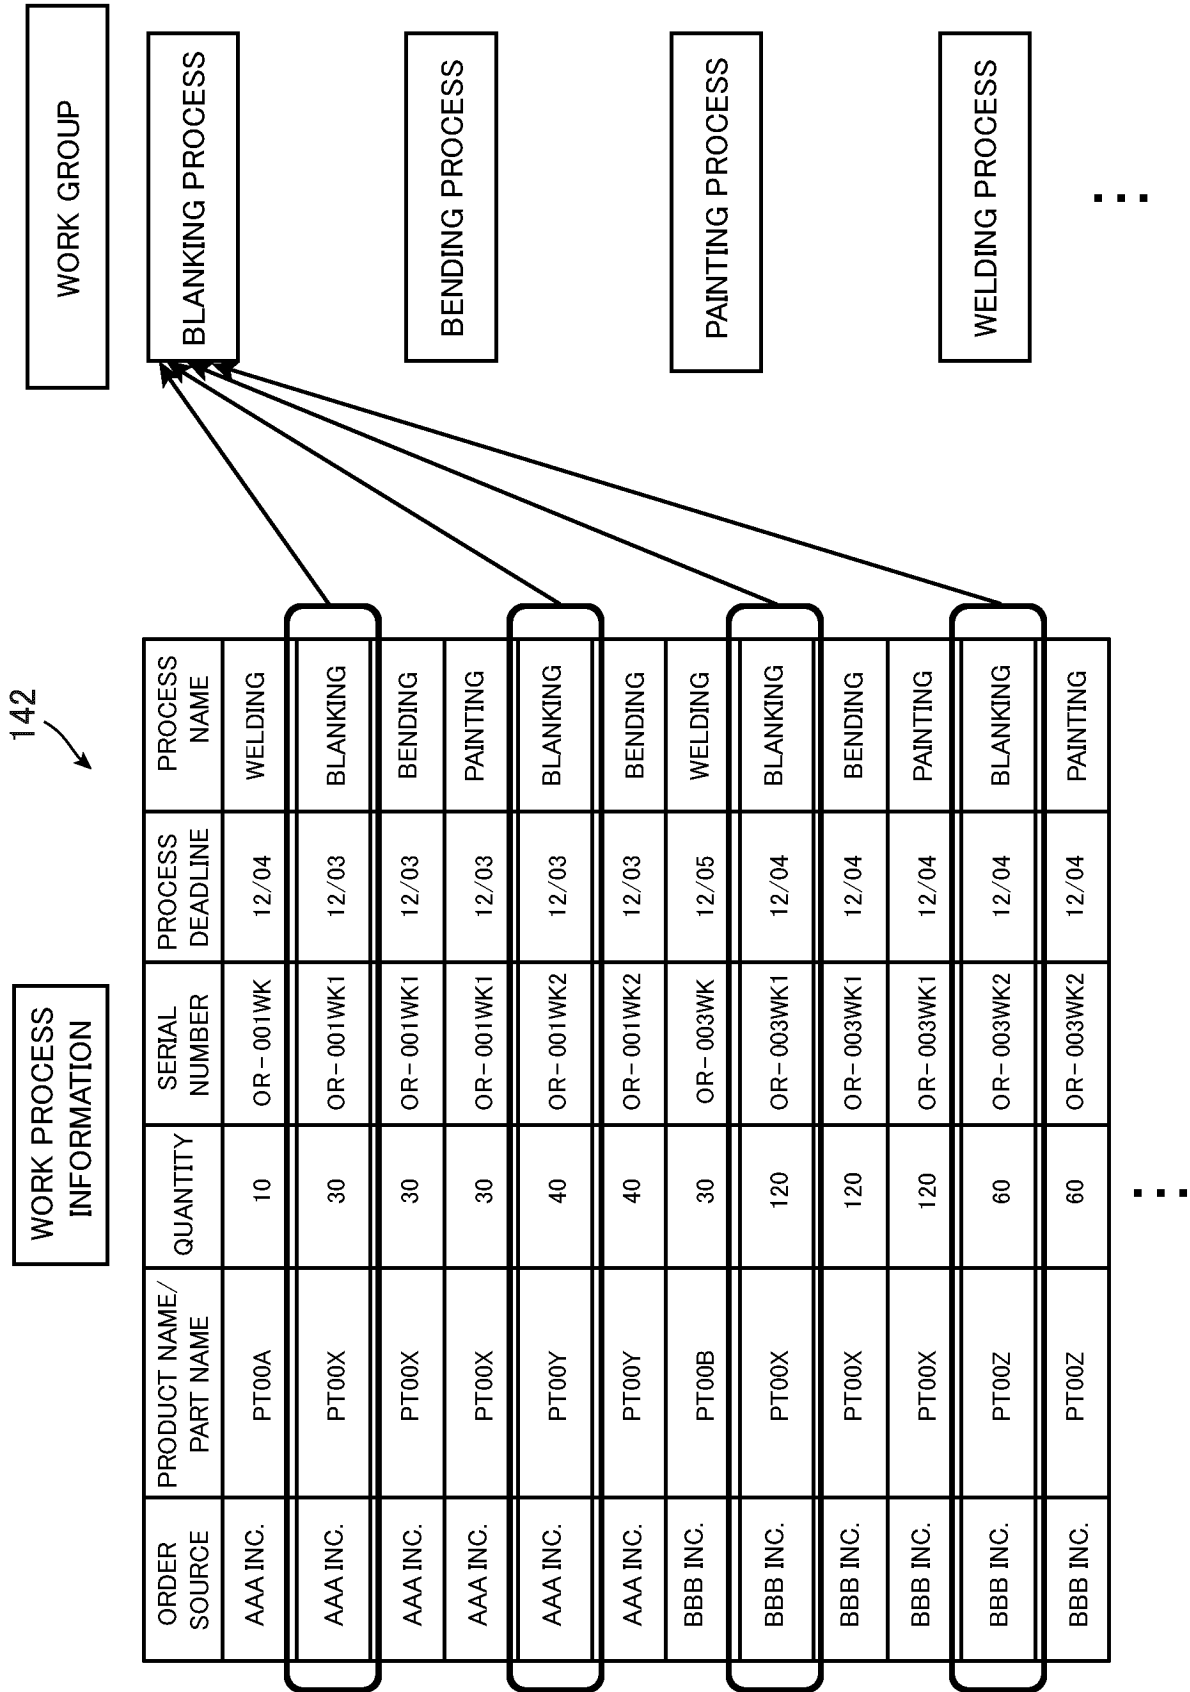 142
WORK PROCESS
INFORMATION
WORK GROUP
ORDER
SOURCE
PRODUCT NAME/
PART NAME
QUANTITY
SERIAL
NUMBER
PROCESS
DEADLINE
PROCESS
NAME
AAA INC. PT00A 10 OR-001WK 12/04 WELDING
AAA INC. PT00X 30 OR-001WK1 12/03 BLANKING
AAA INC. PT00X 30 OR-001WK1 12/03 BENDING
AAA INC. PT00X 30 OR-001WK1 12/03 PAINTING
AAA INC. PT00Y 40 OR-001WK2 12/03 BLANKING
AAA INC. PT00Y 40 OR-001WK2 12/03 BENDING
BBB INC. PT00B 30 OR-003WK 12/05 WELDING
BBB INC. PT00X 120 OR-003WK1 12/04 BLANKING
BBB INC. PT00X 120 OR-003WK1 12/04 BENDING
BBB INC. PT00X 120 OR-003WK1 12/04 PAINTING
BBB INC. PT00Z 60 OR-003WK2 12/04 BLANKING
BBB INC. PT00Z 60 OR-003WK2 12/04 PAINTING
...
BLANKING PROCESS
BENDING PROCESS
PAINTING PROCESS
WELDING PROCESS
...